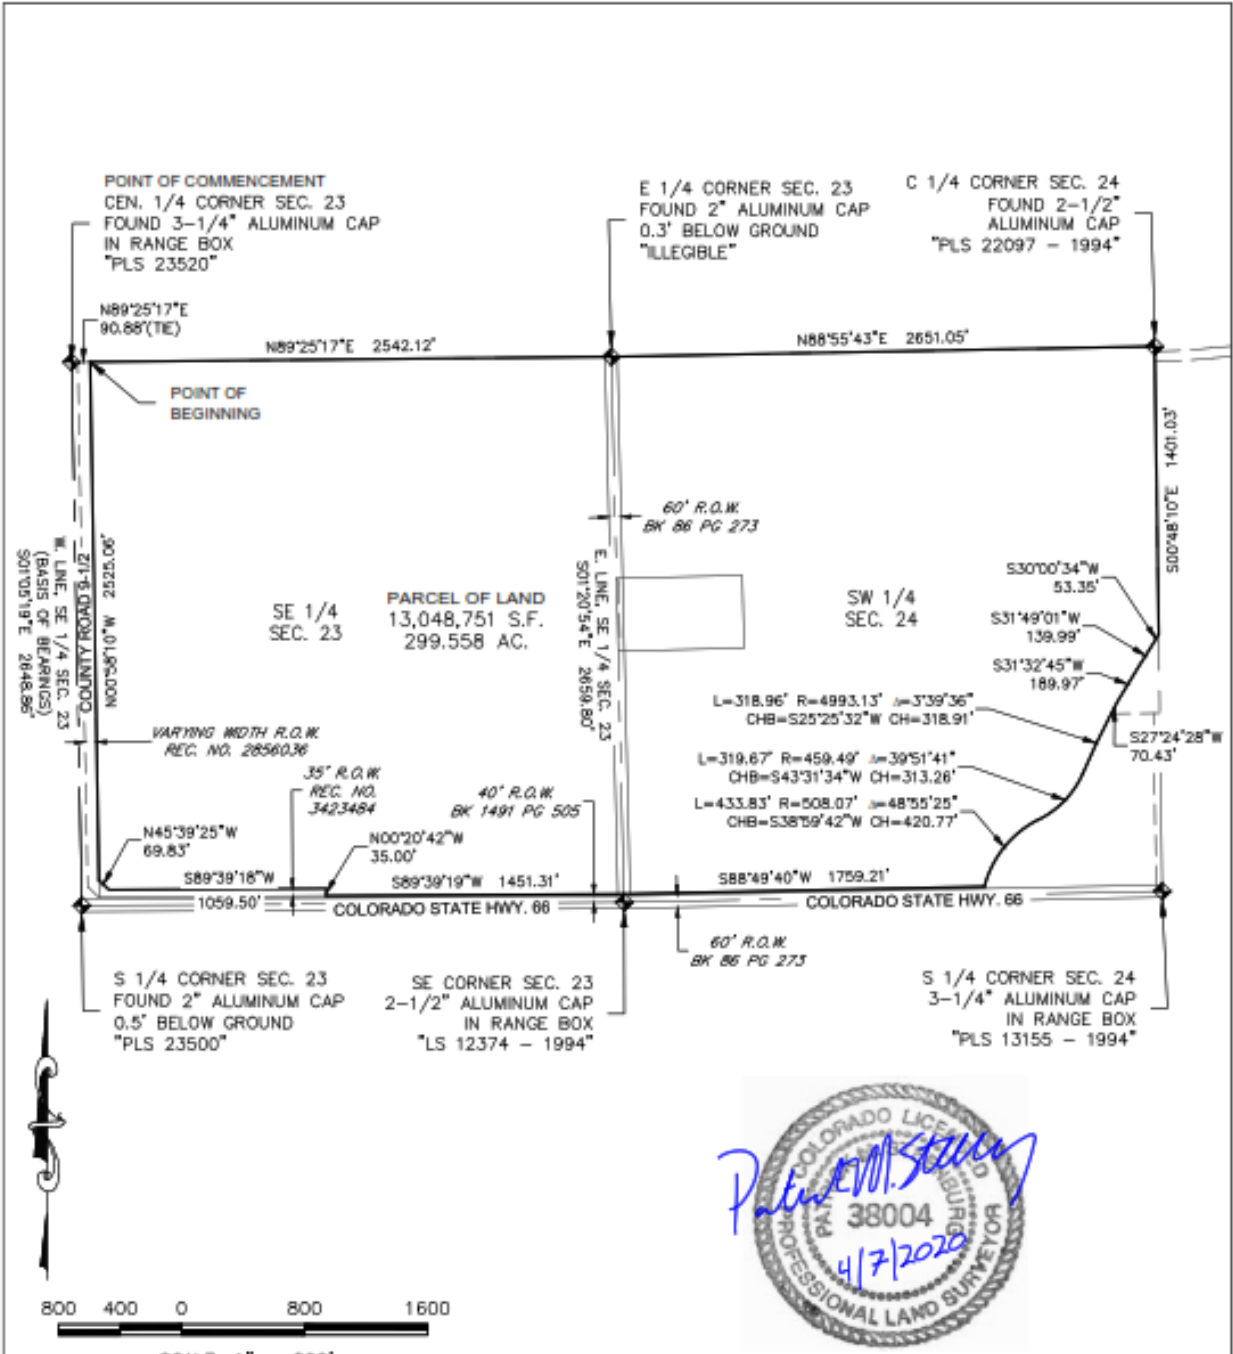 POINT OF COMMENCEMENT
CEN. 1/4 CORNER SEC. 23
FOUND 3-1/4" ALUMINUM CAP
IN RANGE BOX
"PLS 23520"
E 1/4 CORNER SEC. 23
FOUND 2" ALUMINUM CAP
0.3' BELOW GROUND
"ILLEGIBLE"
C 1/4 CORNER SEC. 24
FOUND 2-1/2"
ALUMINUM CAP
"PLS 22097 - 1994"
N89°25'17"E
90.88'(TIE)
N89°25'17"E 2542.12'
N88°55'43"E 2651.05'
POINT OF
BEGINNING
S00°48'10"E 1401.03'
60' R.O.W.
BK 86 PG 273
W. LINE, SE 1/4 SEC. 23
(BASIS OF BEARINGS)
S01°05'19"E 2648.86'
COUNTY ROAD 9-1/2
N00°58'10"W 2525.06'
SE 1/4
SEC. 23
PARCEL OF LAND
13,048,751 S.F.
299.558 AC.
E. LINE, SE 1/4 SEC. 23
S01°20'54"E 2659.80'
SW 1/4
SEC. 24
S30°00'34"W
53.35'
S31°49'01"W
139.99'
S31°32'45"W
189.97'
L=318.96' R=4993.13' Δ=3°39'36"
CHB=S25°25'32"W CH=318.91'
S27°24'28"W
70.43'
L=319.67' R=459.49' Δ=39°51'41"
CHB=S43°31'34"W CH=313.26'
L=433.83' R=508.07' Δ=48°55'25"
CHB=S38°59'42"W CH=420.77'
VARYING WIDTH R.O.W.
REC. NO. 2856036
35' R.O.W.
REC. NO.
3423484
40' R.O.W.
BK 1491 PG 505
N45°39'25"W
69.83'
N00°20'42"W
35.00'
S89°39'18"W
1059.50'
S89°39'19"W 1451.31'
S88°49'40"W 1759.21'
COLORADO STATE HWY. 66
COLORADO STATE HWY. 66
60' R.O.W.
BK 86 PG 273
S 1/4 CORNER SEC. 23
FOUND 2" ALUMINUM CAP
0.5' BELOW GROUND
"PLS 23500"
SE CORNER SEC. 23
2-1/2" ALUMINUM CAP
IN RANGE BOX
"LS 12374 - 1994"
S 1/4 CORNER SEC. 24
3-1/4" ALUMINUM CAP
IN RANGE BOX
"PLS 13155 - 1994"
COLORADO LICENSED
PROFESSIONAL LAND SURVEYOR
38004
4/7/2020
800 400 0 800 1600